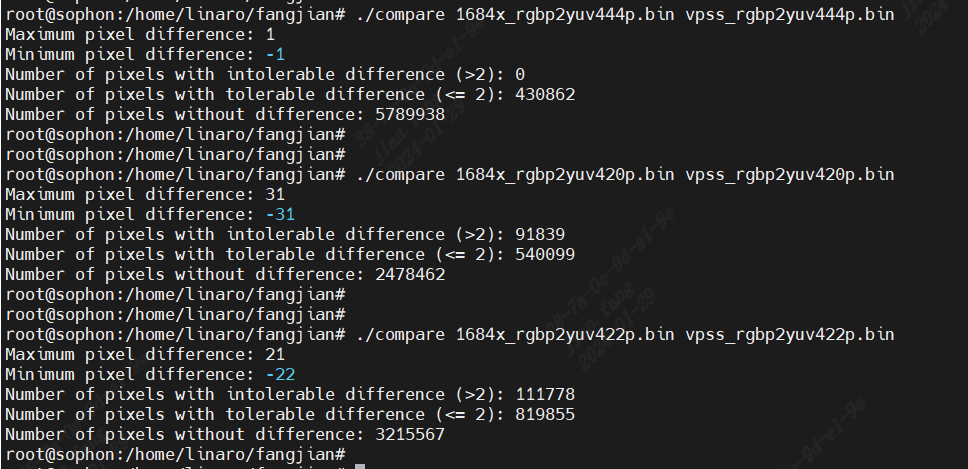 root@sophon:/home/linaro/fangjian# ./compare 1684x_rgbp2yuv444p.bin vpss_rgbp2yuv444p.bin
Maximum pixel difference: 1
Minimum pixel difference: -1
Number of pixels with intolerable difference (>2): 0
Number of pixels with tolerable difference (<= 2): 430862
Number of pixels without difference: 5789938
root@sophon:/home/linaro/fangjian#
root@sophon:/home/linaro/fangjian#
root@sophon:/home/linaro/fangjian# ./compare 1684x_rgbp2yuv420p.bin vpss_rgbp2yuv420p.bin
Maximum pixel difference: 31
Minimum pixel difference: -31
Number of pixels with intolerable difference (>2): 91839
Number of pixels with tolerable difference (<= 2): 540099
Number of pixels without difference: 2478462
root@sophon:/home/linaro/fangjian#
root@sophon:/home/linaro/fangjian#
root@sophon:/home/linaro/fangjian# ./compare 1684x_rgbp2yuv422p.bin vpss_rgbp2yuv422p.bin
Maximum pixel difference: 21
Minimum pixel difference: -22
Number of pixels with intolerable difference (>2): 111778
Number of pixels with tolerable difference (<= 2): 819855
Number of pixels without difference: 3215567
root@sophon:/home/linaro/fangjian#